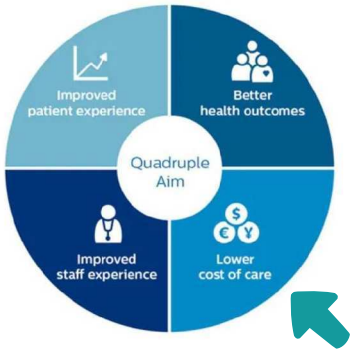 Improved
patient experience
Better
health outcomes
Quadruple
Aim
Improved
staff experience
Lower
cost of care
$
€ ¥